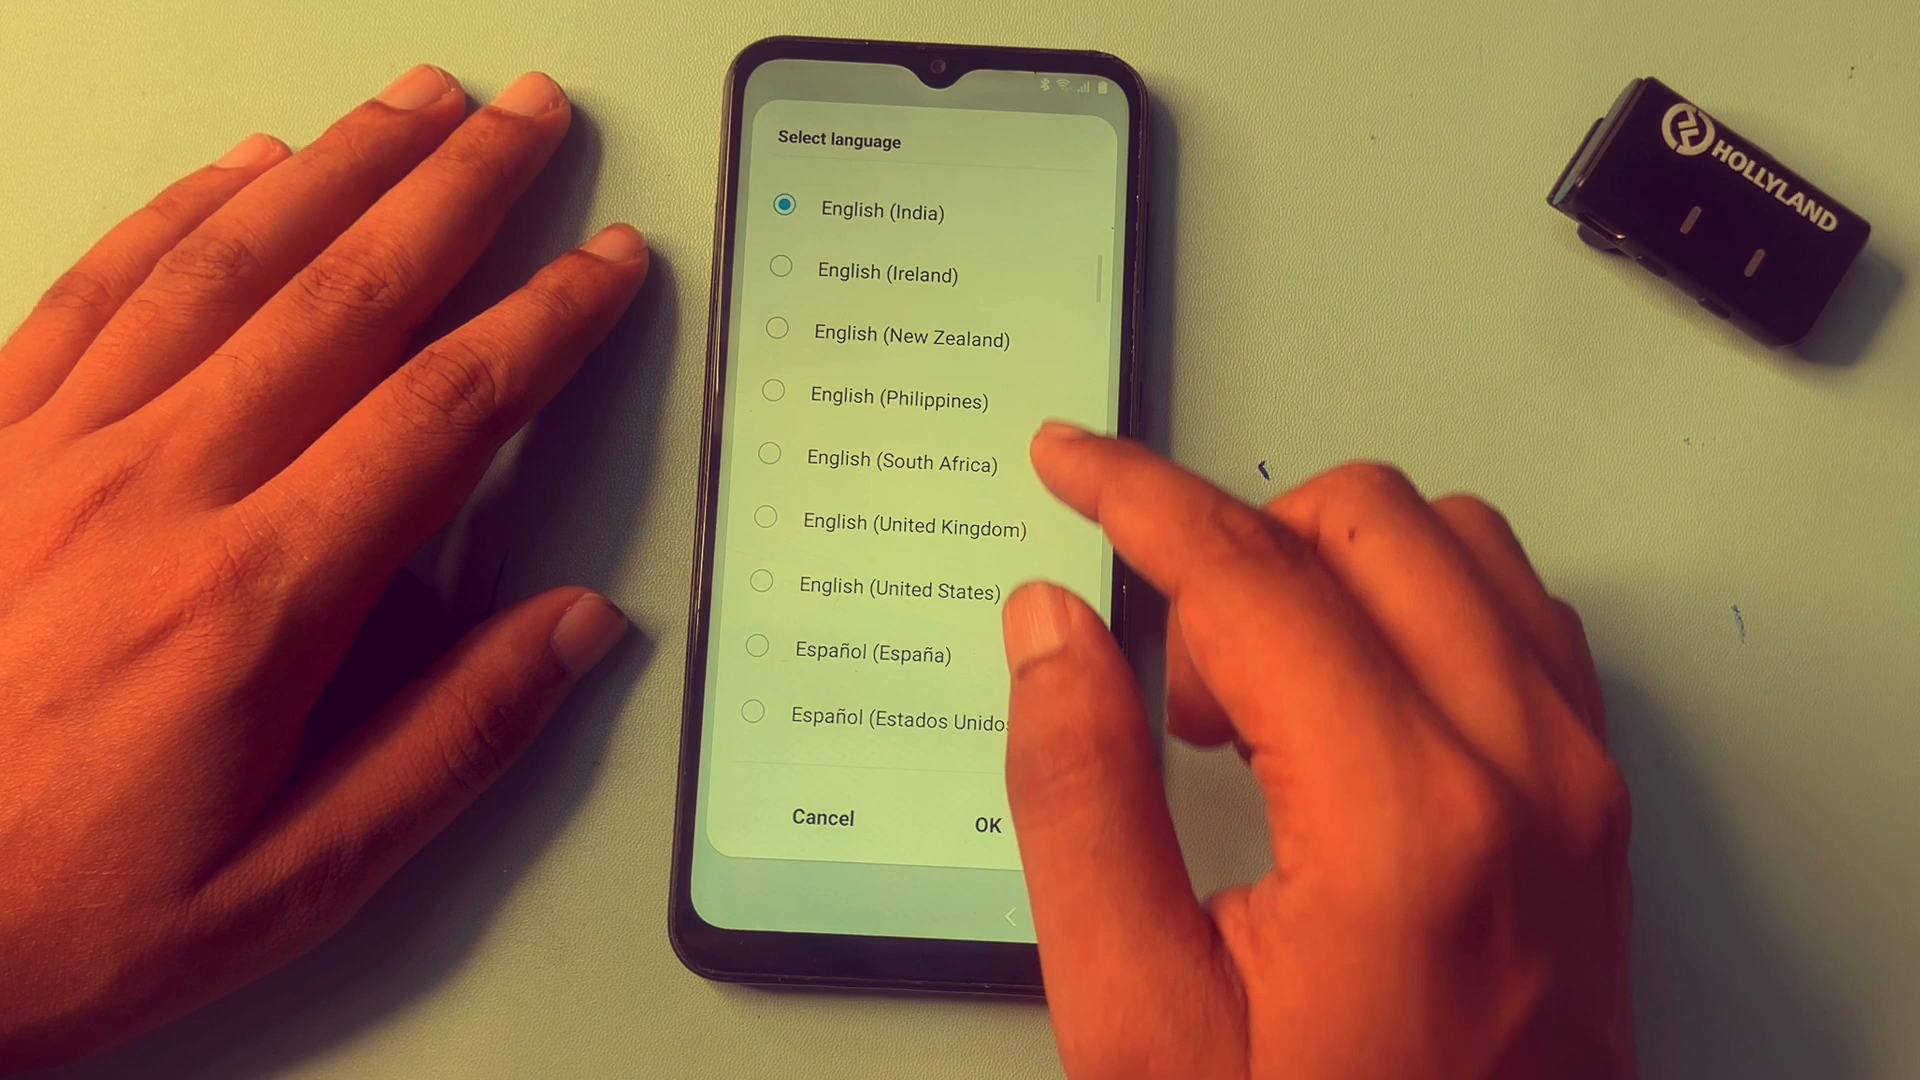 Select language
English (India)
English (Ireland)
English (New Zealand)
English (Philippines)
English (South Africa)
English (United Kingdom)
English (United States)
Español (España)
Español (Estados Unidos
Cancel
OK
HOLLYLAND